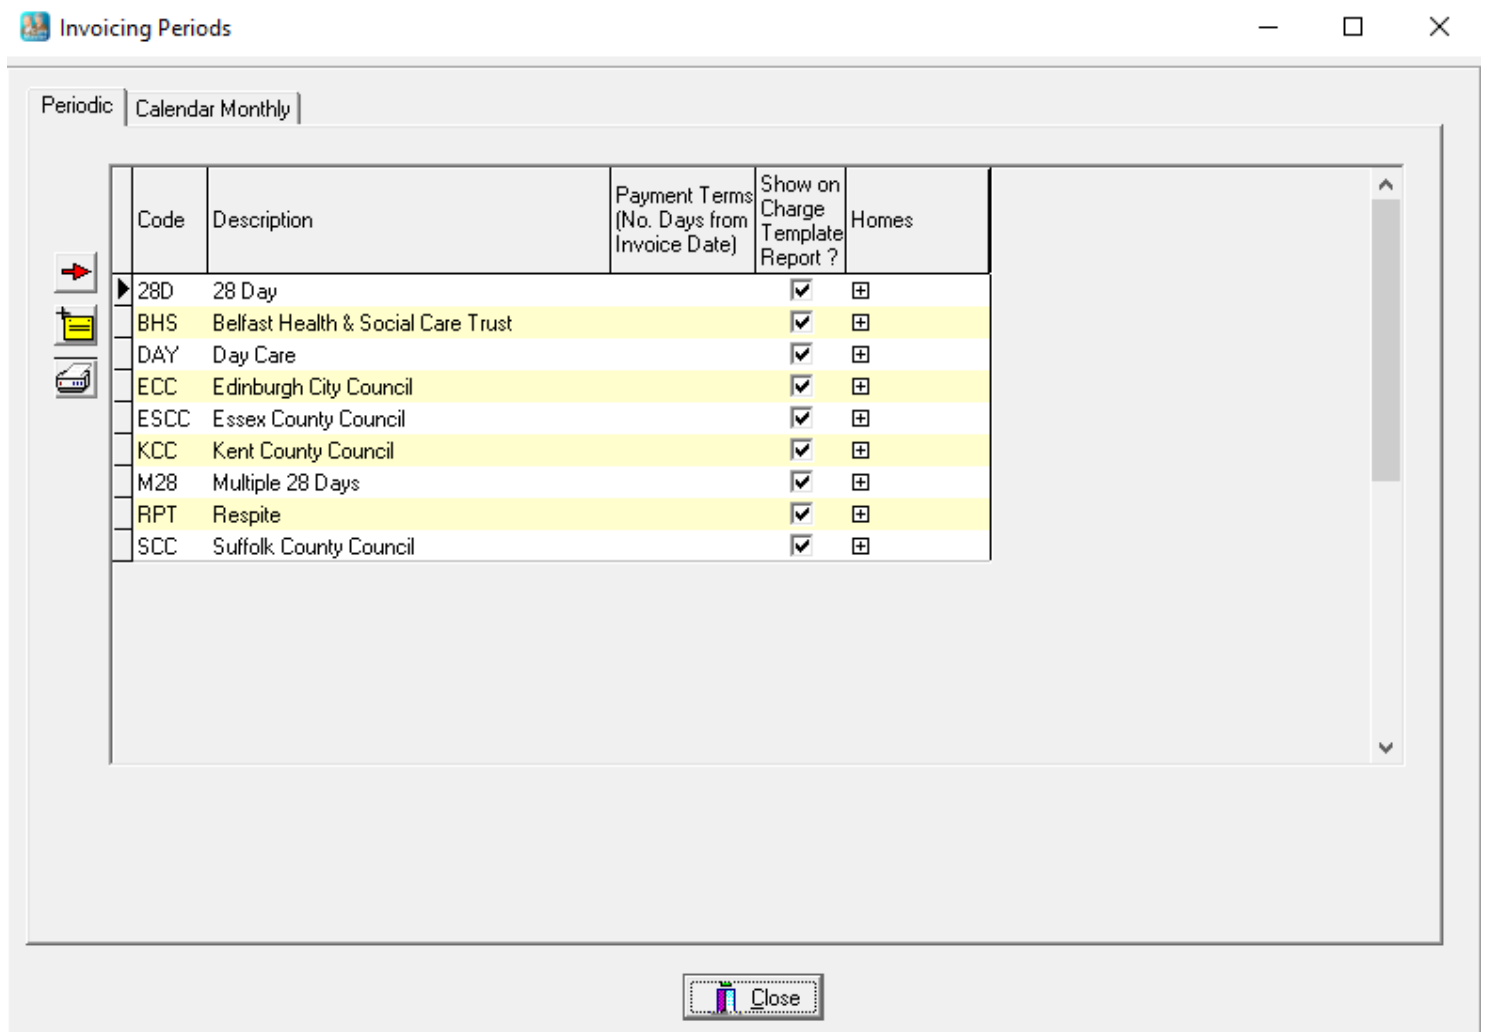 Invoicing Periods
Periodic
Calendar Monthly
Code
Description
Payment Terms
(No. Days from
Invoice Date)
Show on
Charge
Template
Report ?
Homes
28D 28 Day
BHS Belfast Health & Social Care Trust
DAY Day Care
ECC Edinburgh City Council
ESCC Essex County Council
KCC Kent County Council
M28 Multiple 28 Days
RPT Respite
SCC Suffolk County Council
Close